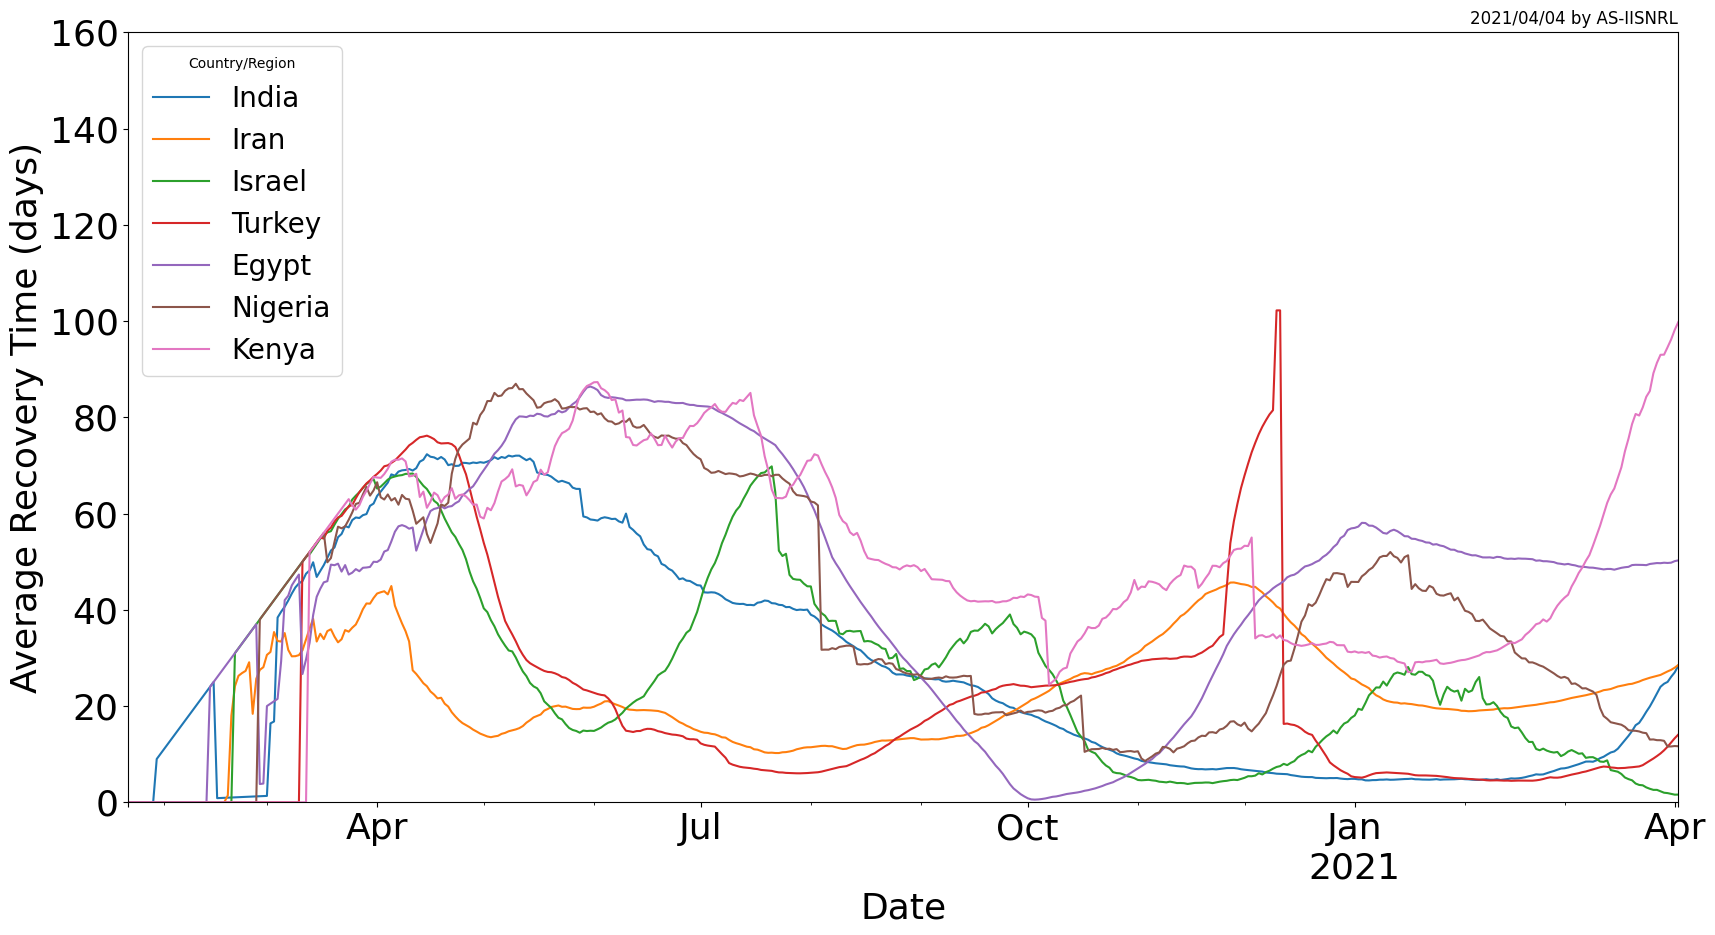 2021/04/04 by AS-IISNRL
Average Recovery Time (days)
160
140
120
100
80
60
40
20
0
Country/Region
India
Iran
Israel
Turkey
Egypt
Nigeria
Kenya
Apr Jul Oct Jan Apr
2021
Date